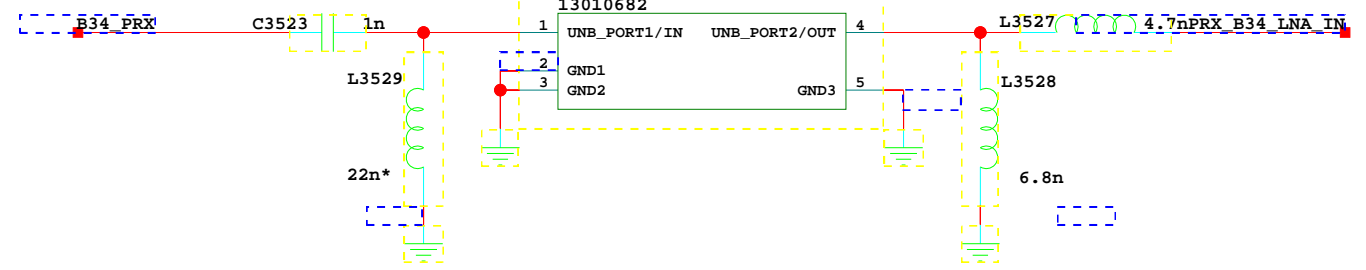 13010682
B34_PRX
C3523
1n
1
UNB_PORT1/IN
UNB_PORT2/OUT
4
L3527
4.7n
PRX_B34_LNA_IN
2
GND1
L3529
3
GND2
GND3
5
L3528
22n*
6.8n